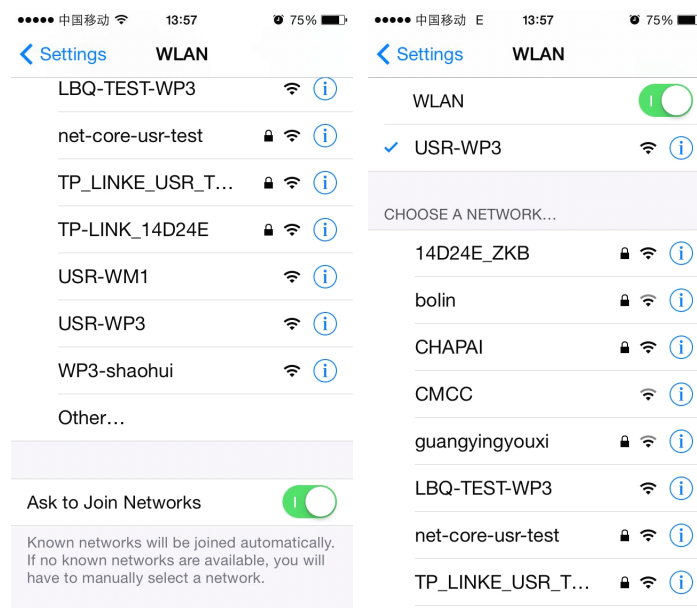 中国移动 13:57 75%
Settings WLAN
LBQ-TEST-WP3
net-core-usr-test
TP_LINKE_USR_T...
TP-LINK_14D24E
USR-WM1
USR-WP3
WP3-shaohui
Other...
Ask to Join Networks
Known networks will be joined automatically.
If no known networks are available, you will
have to manually select a network.
中国移动 E 13:57 75%
Settings WLAN
WLAN
USR-WP3
CHOOSE A NETWORK...
14D24E_ZKB
bolin
CHAPAI
CMCC
guangyingyouxi
LBQ-TEST-WP3
net-core-usr-test
TP_LINKE_USR_T...